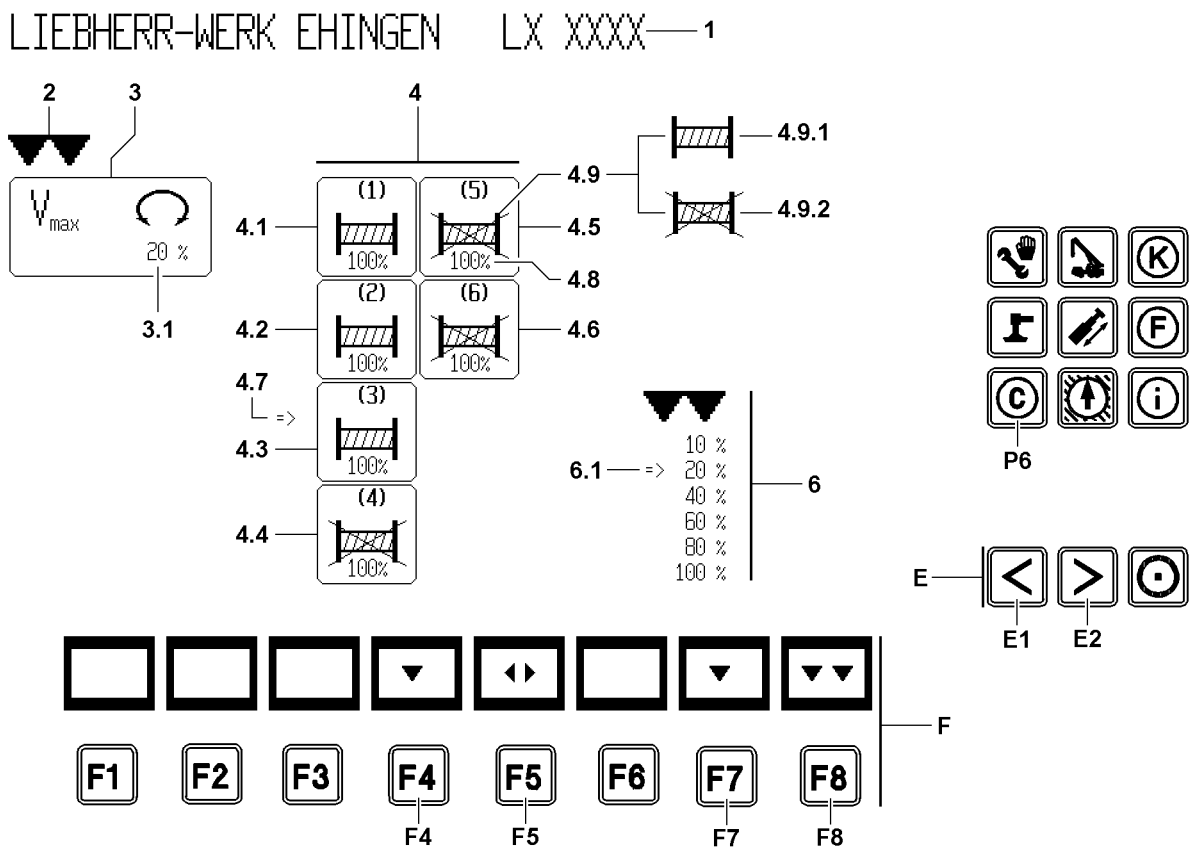 LIEBHERR-WERK EHINGEN LX XXXX 1
2 3 4
4.9.1
4.9
4.9.2
V max
20 %
3.1
4.1 (1) 100% (5) 100% 4.5
4.8
4.2 (2) 100% (6) 100% 4.6
4.7
=>
4.3 (3) 100%
4.4 (4) 100%
10 %
6.1 => 20 %
40 %
60 %
80 %
100 %
6
K
F
C i
P6
E < >
E1 E2
F
F1 F2 F3 F4 F5 F6 F7 F8
F4 F5 F7 F8